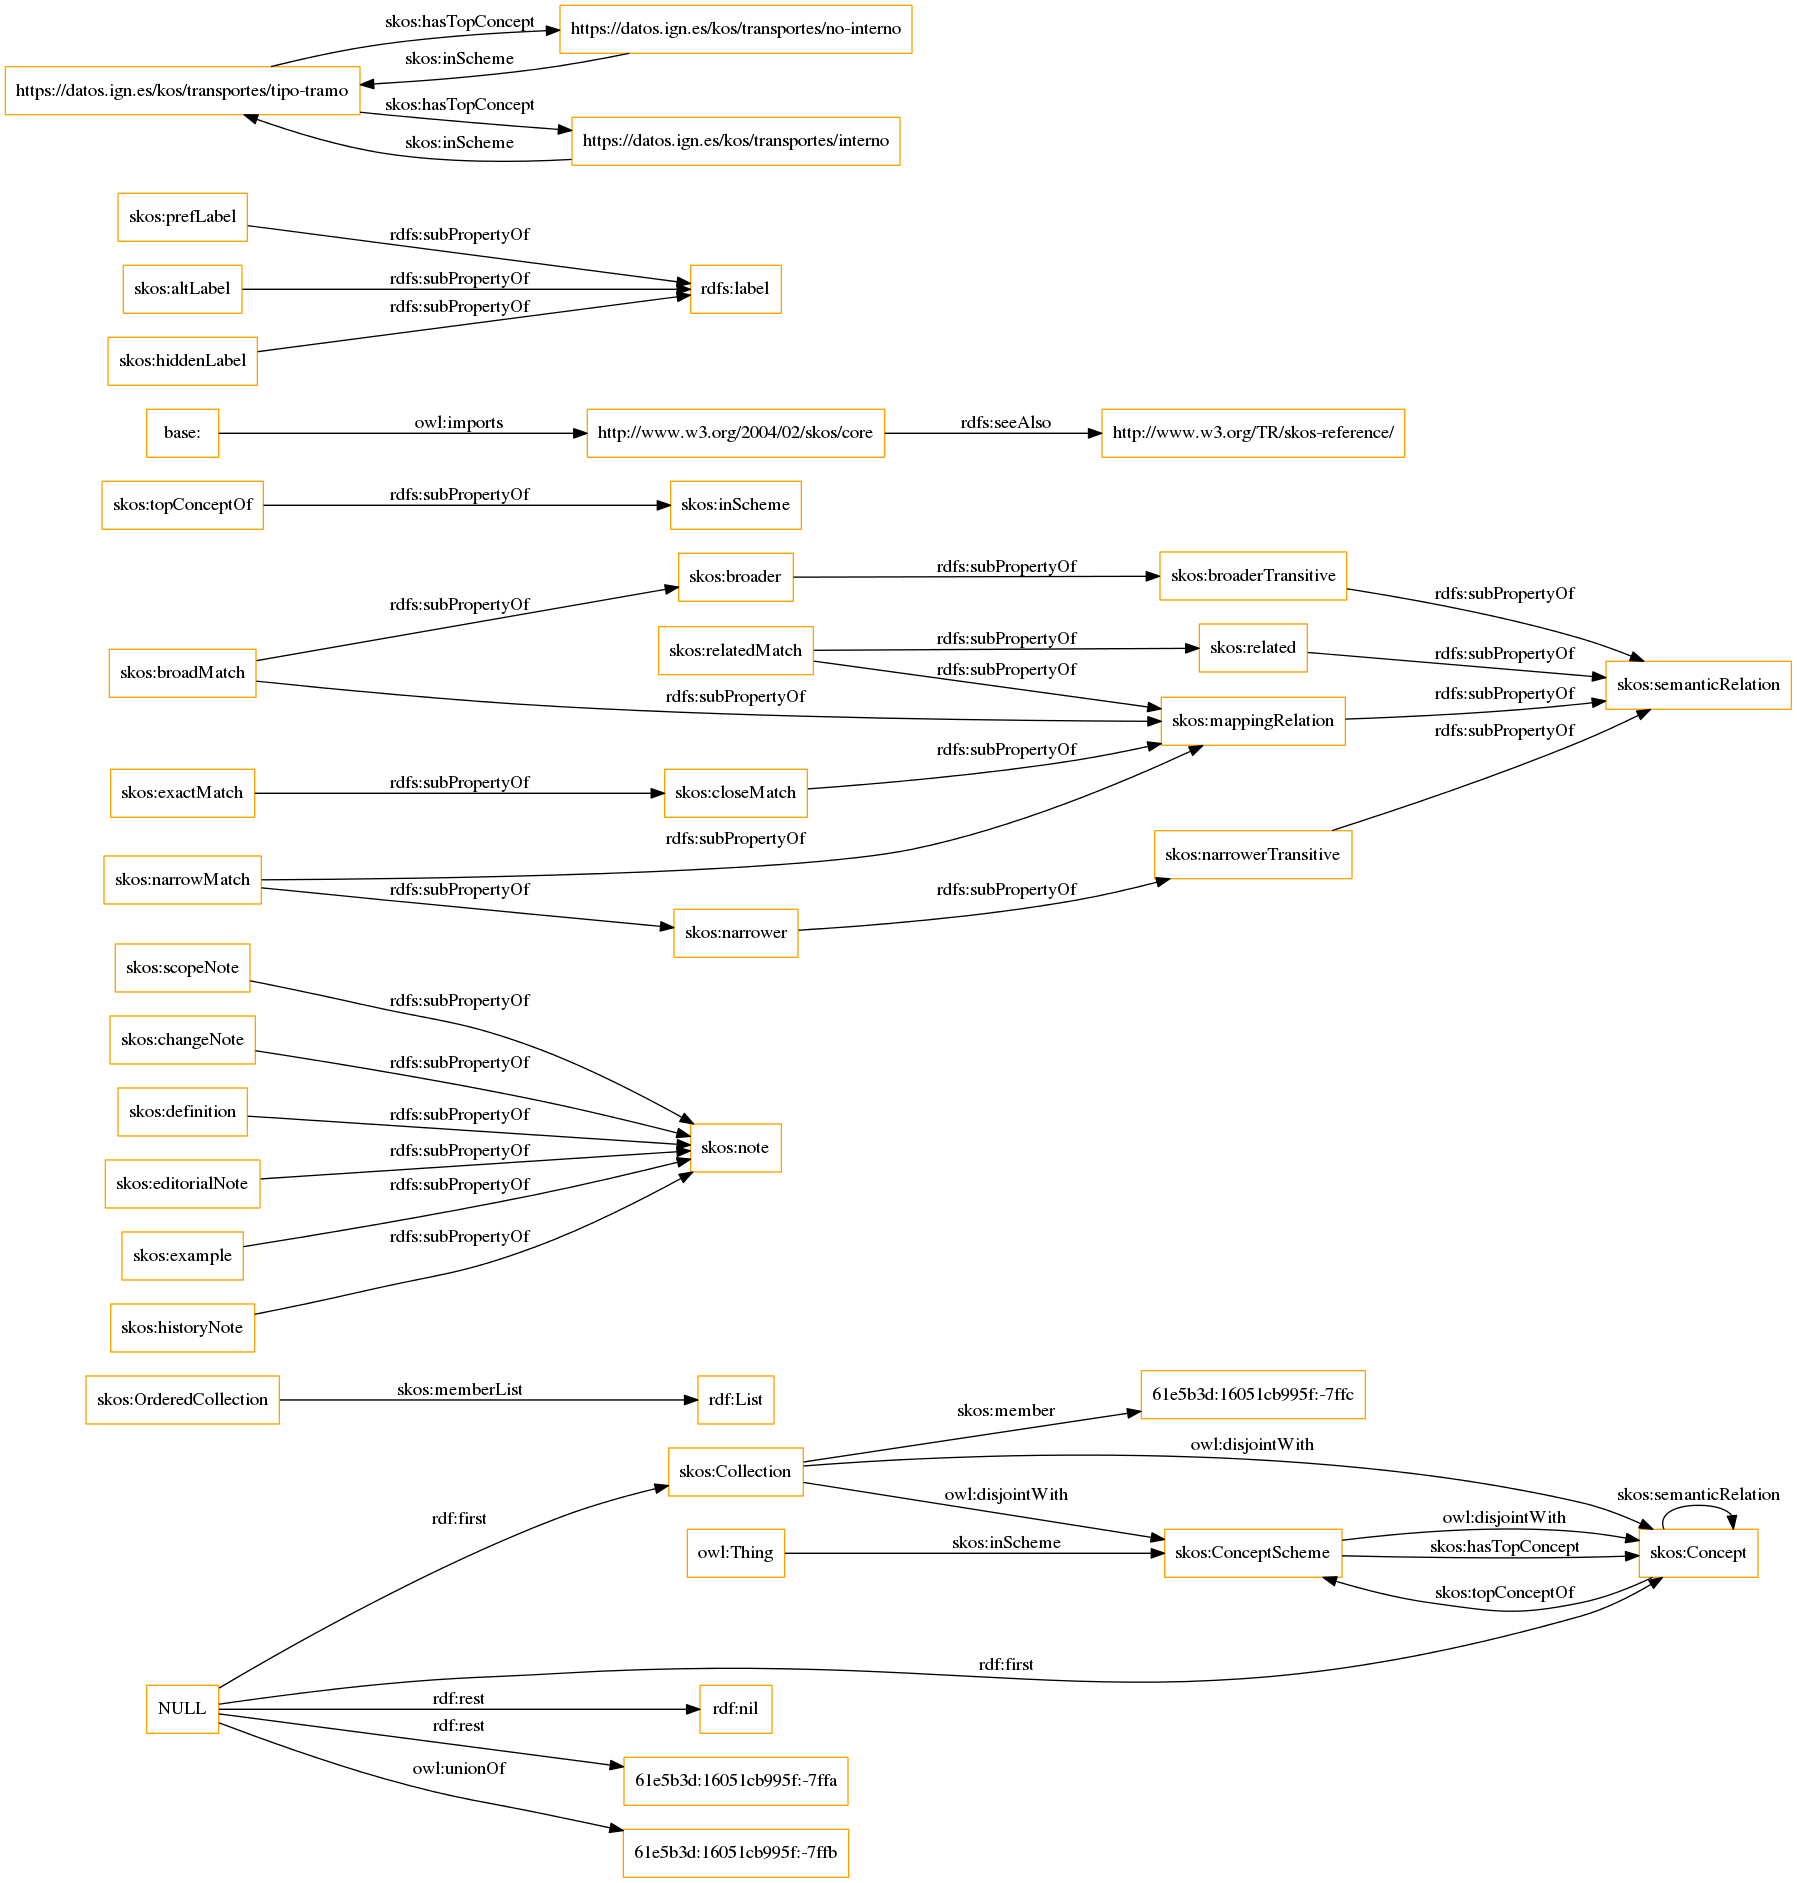 skos:hasTopConcept
https://datos.ign.es/kos/transportes/no-interno
skos:inScheme
https://datos.ign.es/kos/transportes/tipo-tramo
skos:hasTopConcept
https://datos.ign.es/kos/transportes/interno
skos:inScheme
skos:prefLabel
rdfs:subPropertyOf
skos:altLabel
rdfs:subPropertyOf
rdfs:label
rdfs:subPropertyOf
skos:hiddenLabel
base:
owl:imports
http://www.w3.org/2004/02/skos/core
rdfs:seeAlso
http://www.w3.org/TR/skos-reference/
skos:topConceptOf
rdfs:subPropertyOf
skos:inScheme
skos:broader
rdfs:subPropertyOf
skos:broaderTransitive
rdfs:subPropertyOf
rdfs:subPropertyOf
skos:relatedMatch
rdfs:subPropertyOf
skos:related
rdfs:subPropertyOf
skos:broadMatch
rdfs:subPropertyOf
skos:semanticRelation
rdfs:subPropertyOf
rdfs:subPropertyOf
skos:mappingRelation
rdfs:subPropertyOf
rdfs:subPropertyOf
skos:exactMatch
rdfs:subPropertyOf
skos:closeMatch
rdfs:subPropertyOf
skos:narrowerTransitive
skos:narrowMatch
rdfs:subPropertyOf
rdfs:subPropertyOf
skos:narrower
skos:scopeNote
rdfs:subPropertyOf
skos:changeNote
rdfs:subPropertyOf
skos:definition
rdfs:subPropertyOf
skos:note
rdfs:subPropertyOf
skos:editorialNote
rdfs:subPropertyOf
skos:example
rdfs:subPropertyOf
skos:historyNote
skos:OrderedCollection
skos:memberList
rdf:List
61e5b3d:16051cb995f:-7ffc
skos:member
owl:disjointWith
skos:Collection
owl:disjointWith
skos:semanticRelation
rdf:first
owl:disjointWith
owl:Thing
skos:inScheme
skos:ConceptScheme
skos:hasTopConcept
skos:Concept
skos:topConceptOf
rdf:first
NULL
rdf:rest
rdf:nil
rdf:rest
61e5b3d:16051cb995f:-7ffa
owl:unionOf
61e5b3d:16051cb995f:-7ffb